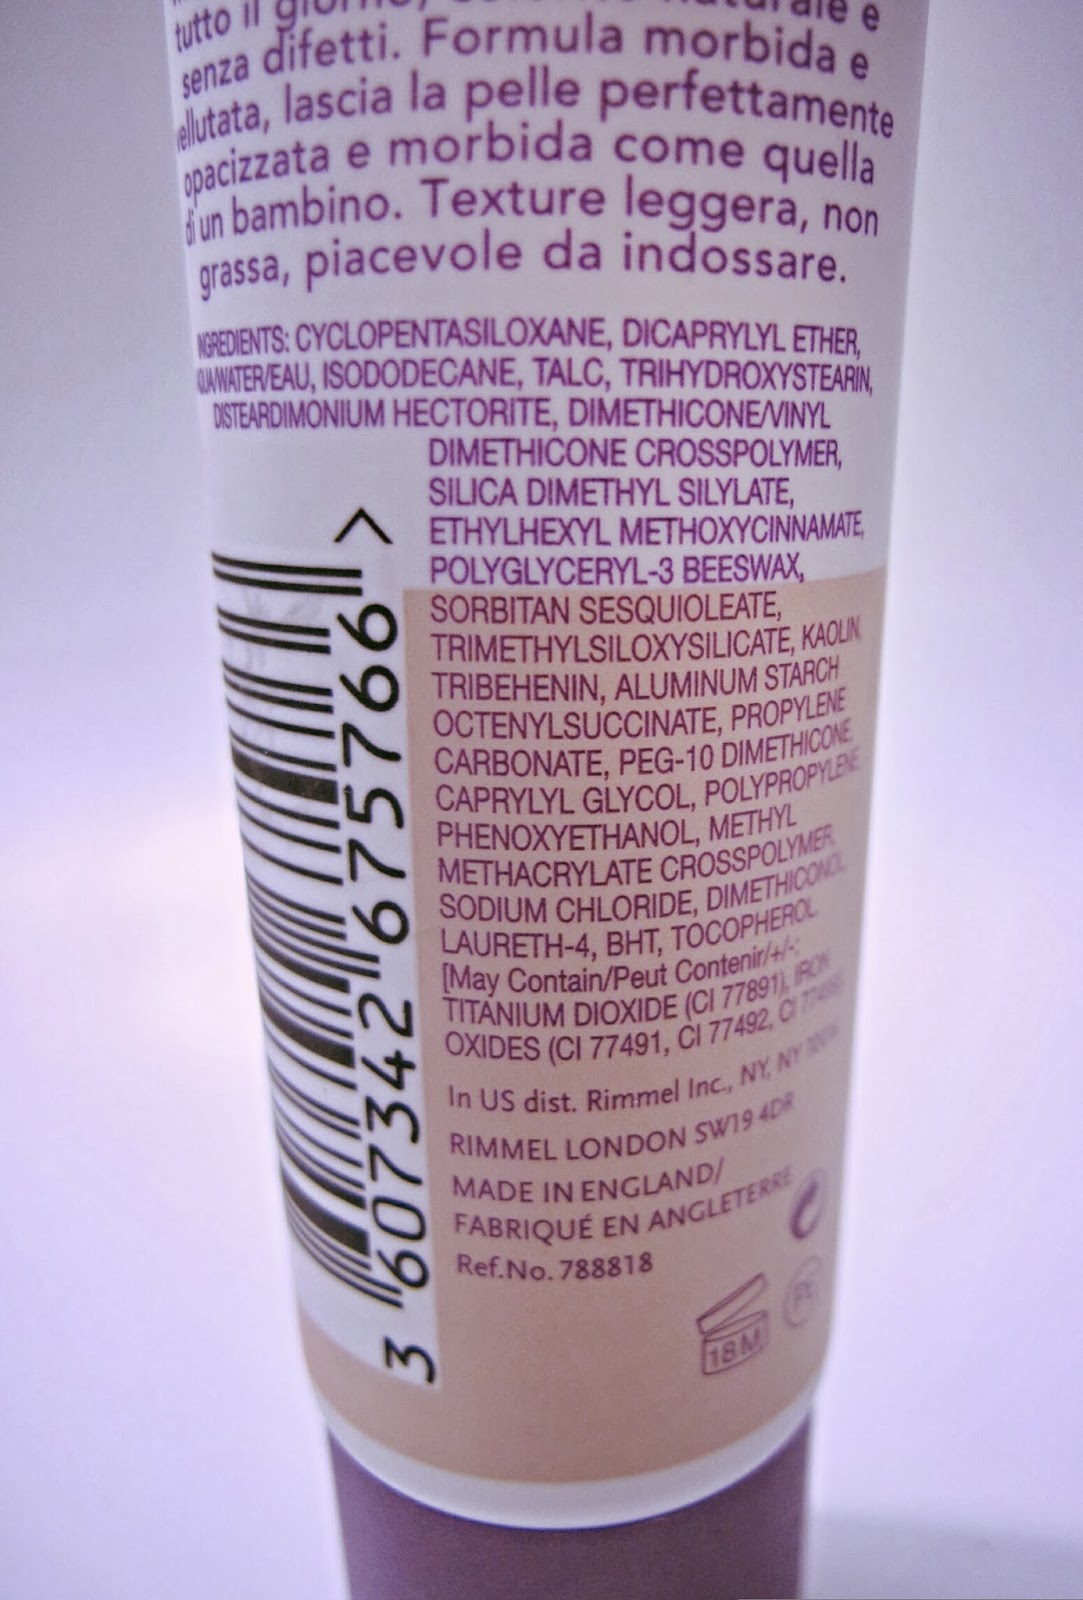 tutto il giorno, naturale e
senza difetti. Formula morbida e
vellutata, lascia la pelle perfettamente
opacizzata e morbida come quella
di un bambino. Texture leggera, non
grassa, piacevole da indossare.
INGREDIENTS: CYCLOPENTASILOXANE, DICAPRYLYL ETHER,
AQUA/WATER/EAU, ISODODECANE, TALC, TRIHYDROXYSTEARIN,
DISTEARDIMONIUM HECTORITE, DIMETHICONE/VINYL
DIMETHICONE CROSSPOLYMER,
SILICA DIMETHYL SILYLATE,
ETHYLHEXYL METHOXYCINNAMATE,
POLYGLYCERYL-3 BEESWAX,
SORBITAN SESQUIOLEATE,
TRIMETHYLSILOXYSILICATE, KAOLIN,
TRIBEHENIN, ALUMINUM STARCH
OCTENYLSUCCINATE, PROPYLENE
CARBONATE, PEG-10 DIMETHICONE,
CAPRYLYL GLYCOL, POLYPROPYLENE,
PHENOXYETHANOL, METHYL
METHACRYLATE CROSSPOLYMER,
SODIUM CHLORIDE, DIMETHICONOL,
LAURETH-4, BHT, TOCOPHEROL,
[May Contain/Peut Contenir/+/-:
TITANIUM DIOXIDE (CI 77891), IRON
OXIDES (CI 77491, CI 77492, CI
In US dist. Rimmel Inc., NY, NY
RIMMEL LONDON SW19 4DR
MADE IN ENGLAND/
FABRIQUÉ EN ANGLETERRE
Ref.No. 788818
18M
3 607342 675766 >